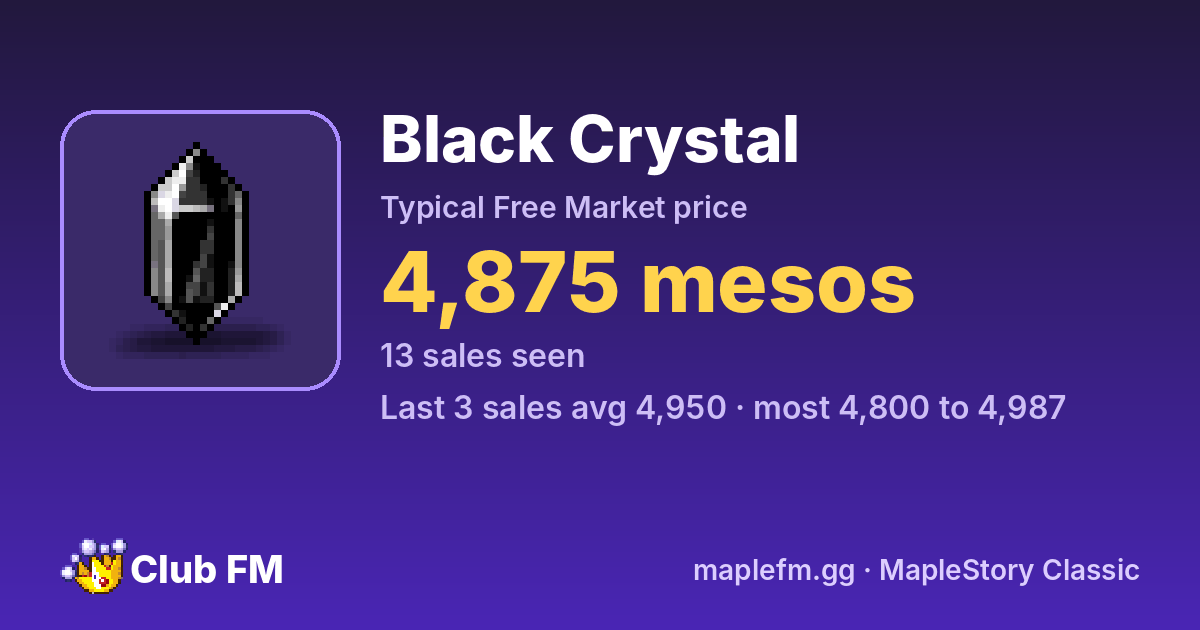 Black Crystal
Typical Free Market price
4,875 mesos
13 sales seen
Last 3 sales avg 4,950 · most 4,800 to 4,987
Club FM
maplefm.gg · MapleStory Classic